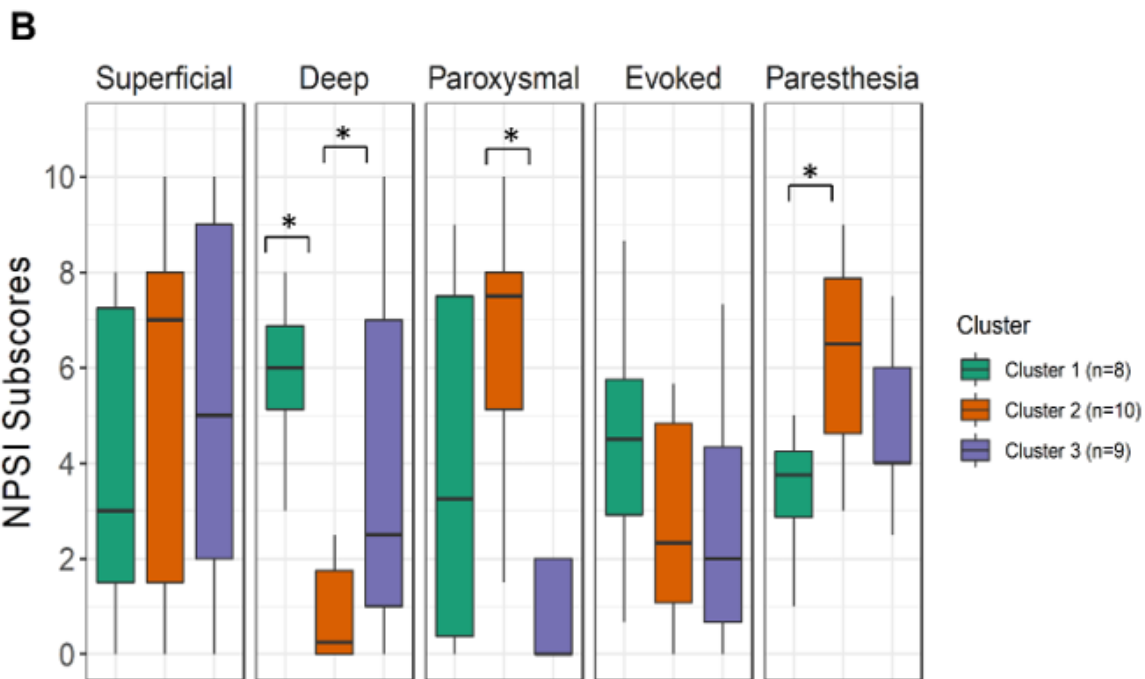 B
Superficial
Deep
Paroxysmal
Evoked
Paresthesia
*
*
*
*
NPSI Subscores
10
8
6
4
2
0
Cluster
Cluster 1 (n=8)
Cluster 2 (n=10)
Cluster 3 (n=9)